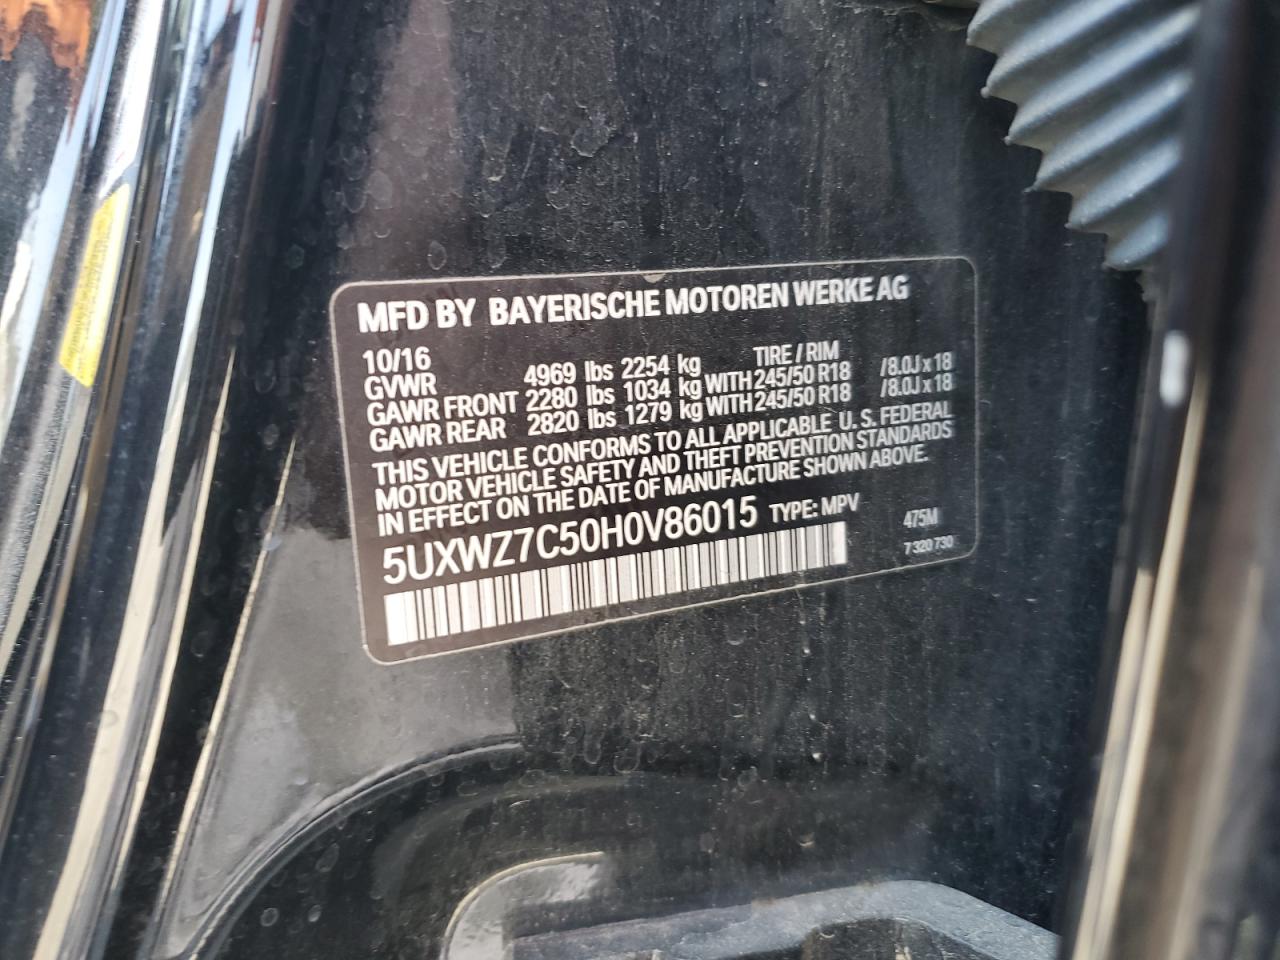 MFD BY BAYERISCHE MOTOREN WERKE AG
10/16 TIRE / RIM
GVWR 4969 lbs 2254 kg
GAWR FRONT 2280 lbs 1034 kg WITH 245/50 R18 / 8.0J x 18
GAWR REAR 2820 lbs 1279 kg WITH 245/50 R18 / 8.0J x 18
THIS VEHICLE CONFORMS TO ALL APPLICABLE U. S. FEDERAL
MOTOR VEHICLE SAFETY AND THEFT PREVENTION STANDARDS
IN EFFECT ON THE DATE OF MANUFACTURE SHOWN ABOVE.
5UXWZ7C50H0V86015 TYPE: MPV 475M
7 320 730